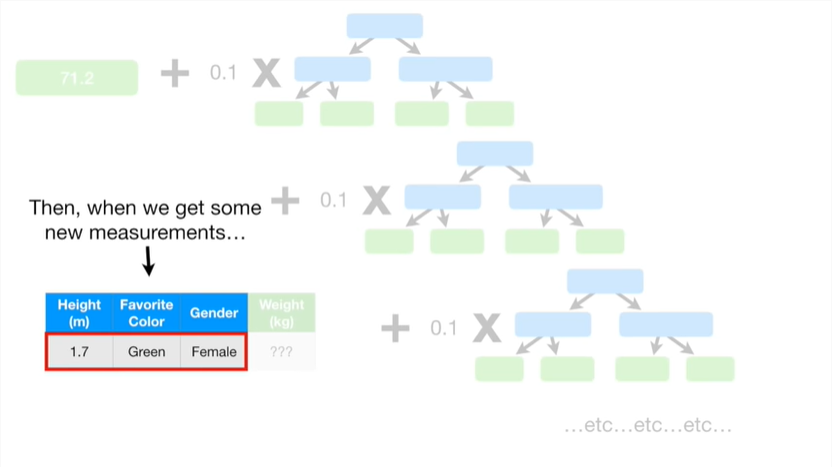 71.2 + 0.1 X
Then, when we get some
new measurements…
+ 0.1 X
Height (m) Favorite Color Gender Weight (kg)
1.7 Green Female ???
+ 0.1 X
…etc…etc…etc…